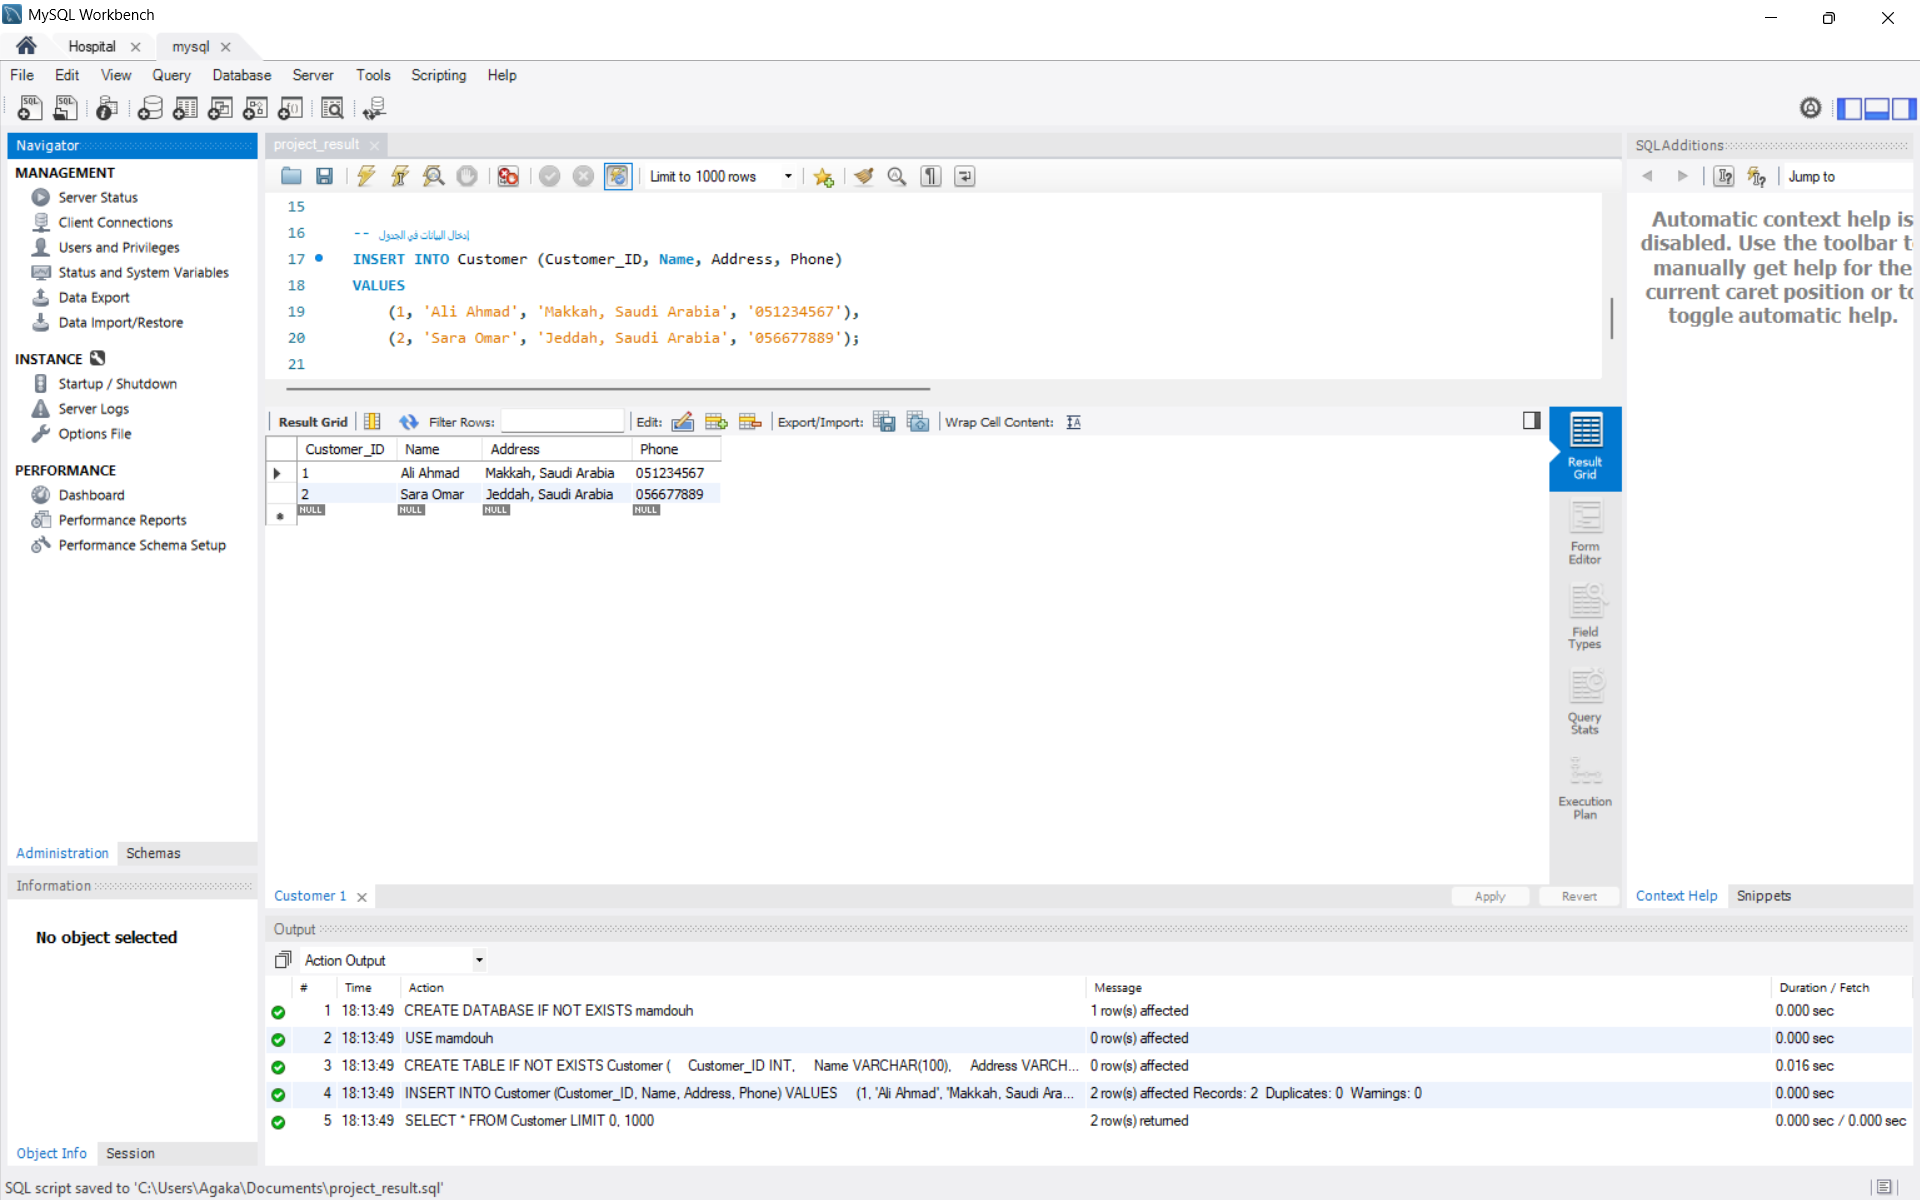 MySQL Workbench
Hospital
mysql
File Edit View Query Database Server Tools Scripting Help
Navigator
MANAGEMENT
Server Status
Client Connections
Users and Privileges
Status and System Variables
Data Export
Data Import/Restore
INSTANCE
Startup / Shutdown
Server Logs
Options File
PERFORMANCE
Dashboard
Performance Reports
Performance Schema Setup
Administration Schemas
Information
No object selected
Object Info Session
project_result
Limit to 1000 rows
15
16 -- إدخال البيانات في الجدول
17 INSERT INTO Customer (Customer_ID, Name, Address, Phone)
18 VALUES
19 (1, 'Ali Ahmad', 'Makkah, Saudi Arabia', '051234567'),
20 (2, 'Sara Omar', 'Jeddah, Saudi Arabia', '056677889');
21
Result Grid Filter Rows: Edit: Export/Import: Wrap Cell Content:
Customer_ID Name Address Phone
1 Ali Ahmad Makkah, Saudi Arabia 051234567
2 Sara Omar Jeddah, Saudi Arabia 056677889
NULL NULL NULL NULL
Result
Grid
Form
Editor
Field
Types
Query
Stats
Execution
Plan
Customer 1
Apply Revert
SQLAdditions
Jump to
Automatic context help is
disabled. Use the toolbar t
manually get help for the
current caret position or to
toggle automatic help.
Context Help Snippets
Output
Action Output
# Time Action Message Duration / Fetch
1 18:13:49 CREATE DATABASE IF NOT EXISTS mamdouh 1 row(s) affected 0.000 sec
2 18:13:49 USE mamdouh 0 row(s) affected 0.000 sec
3 18:13:49 CREATE TABLE IF NOT EXISTS Customer ( Customer_ID INT, Name VARCHAR(100), Address VARCH... 0 row(s) affected 0.016 sec
4 18:13:49 INSERT INTO Customer (Customer_ID, Name, Address, Phone) VALUES (1, 'Ali Ahmad', 'Makkah, Saudi Ara... 2 row(s) affected Records: 2 Duplicates: 0 Warnings: 0 0.000 sec
5 18:13:49 SELECT * FROM Customer LIMIT 0, 1000 2 row(s) returned 0.000 sec / 0.000 sec
SQL script saved to 'C:\Users\Agaka\Documents\project_result.sql'